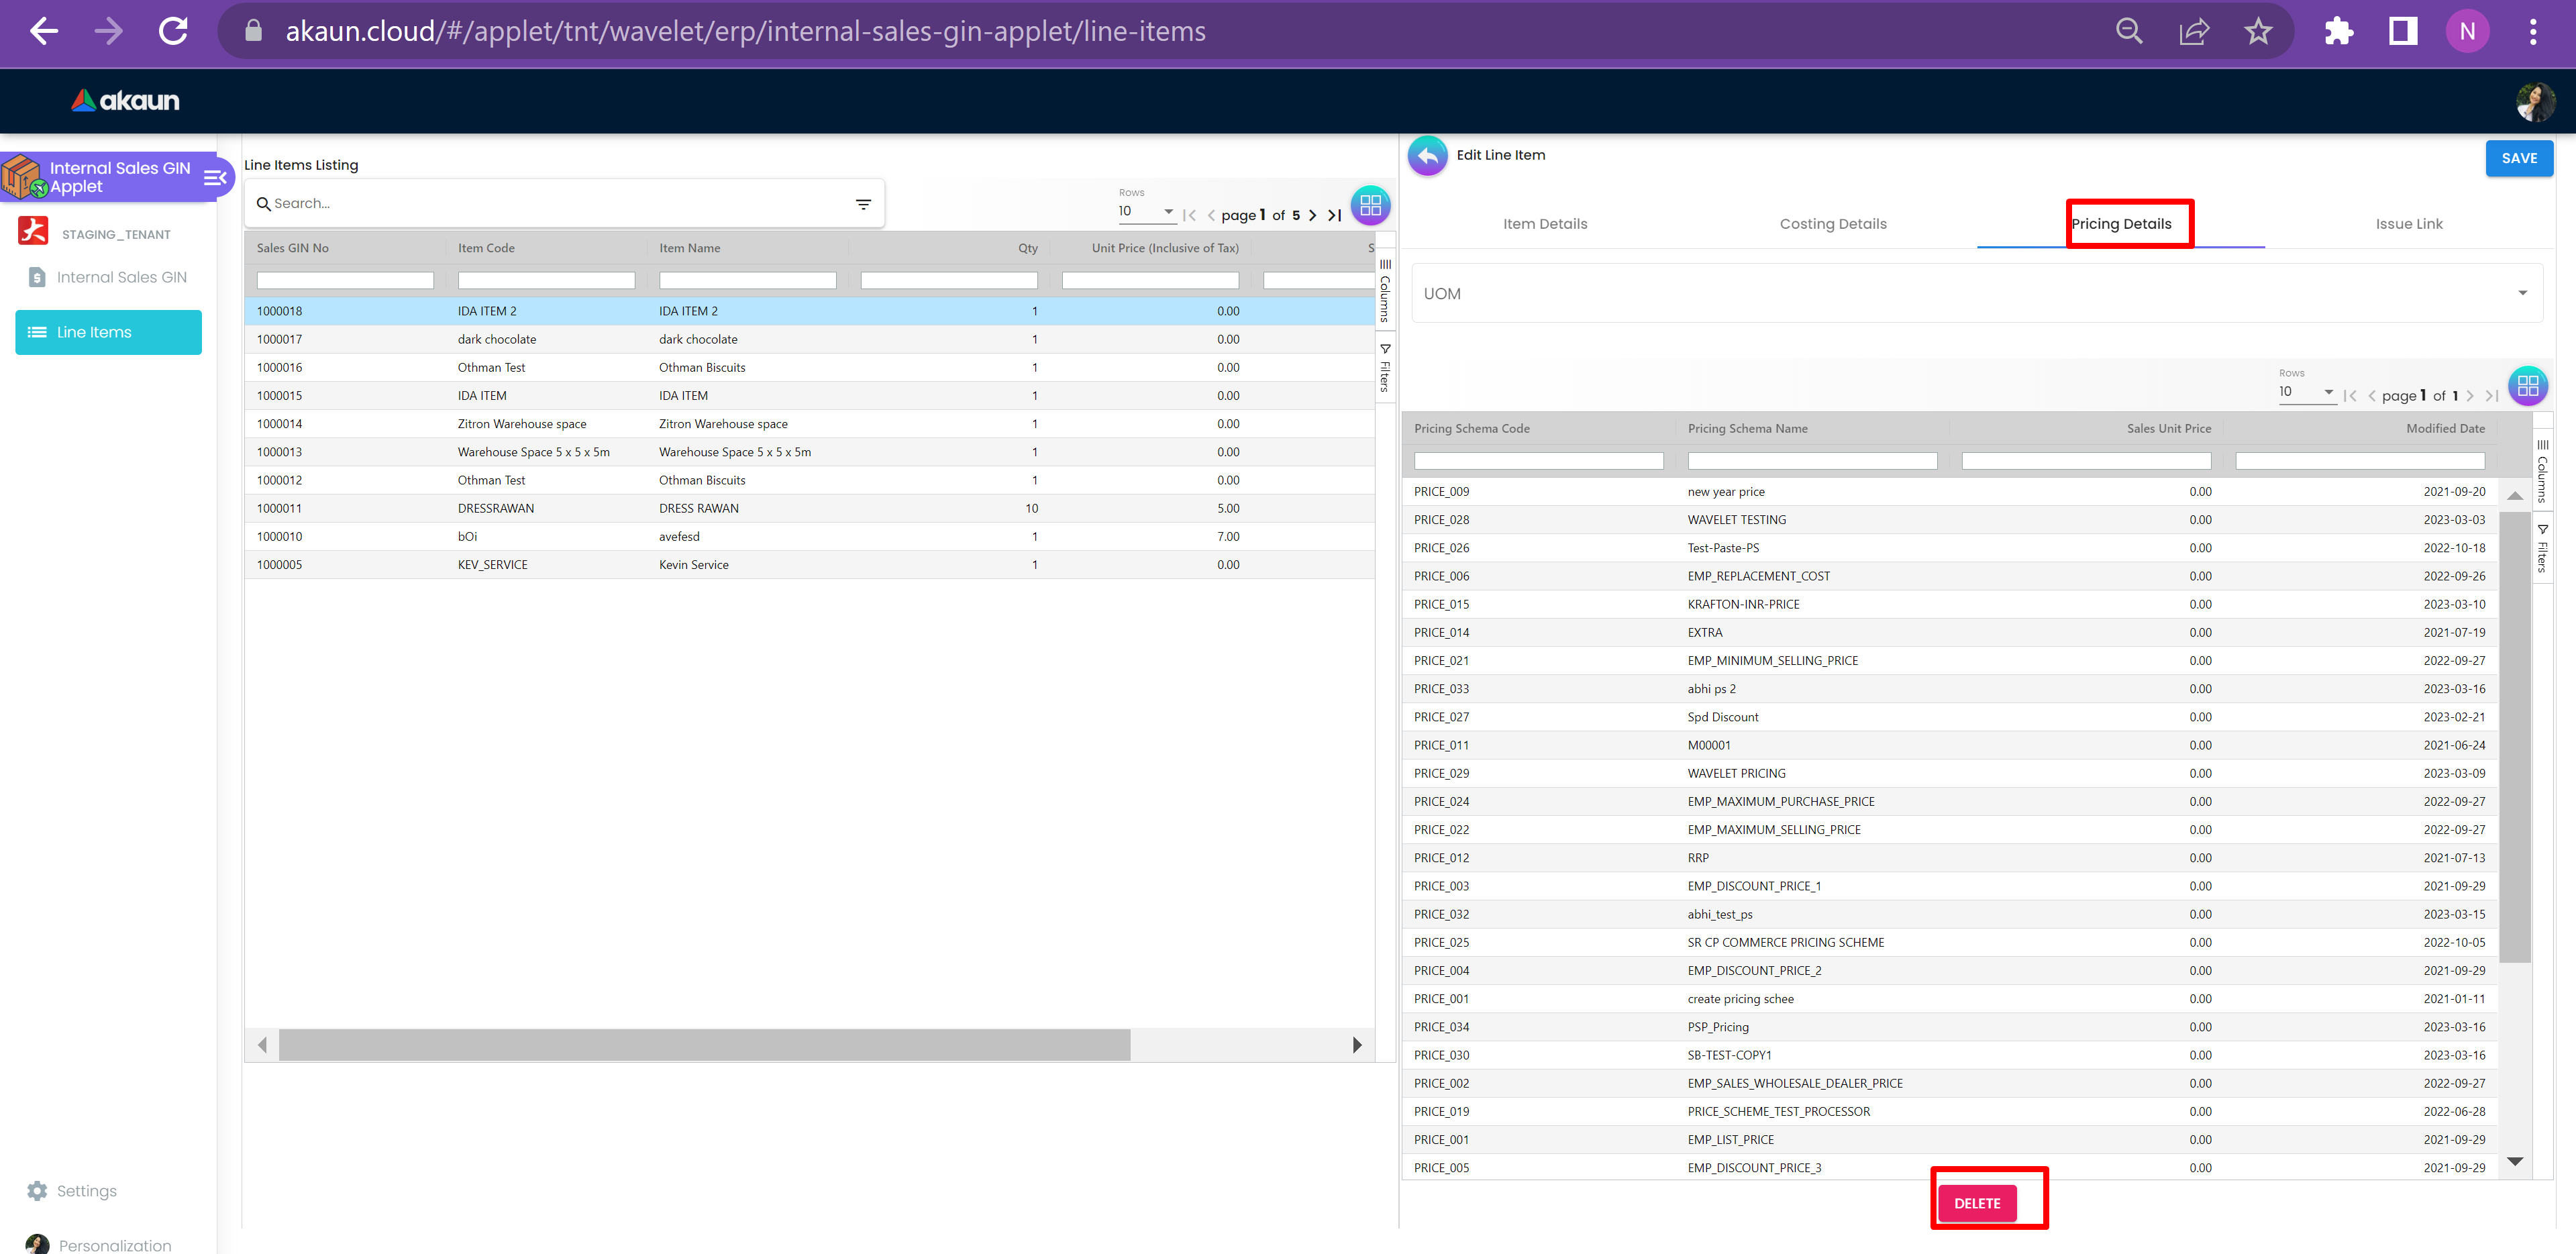 akaun.cloud/#/applet/tnt/wavelet/erp/internal-sales-gin-applet/line-items
N
akaun
Internal Sales GIN
Applet
STAGING_TENANT
Internal Sales GIN
Line Items
Settings
Personalization
Line Items Listing
Search...
Rows
10
page 1 of 5
Sales GIN No Item Code Item Name Qty Unit Price (Inclusive of Tax) S
1000018 IDA ITEM 2 IDA ITEM 2 1 0.00
1000017 dark chocolate dark chocolate 1 0.00
1000016 Othman Test Othman Biscuits 1 0.00
1000015 IDA ITEM IDA ITEM 1 0.00
1000014 Zitron Warehouse space Zitron Warehouse space 1 0.00
1000013 Warehouse Space 5 x 5 x 5m Warehouse Space 5 x 5 x 5m 1 0.00
1000012 Othman Test Othman Biscuits 1 0.00
1000011 DRESSRAWAN DRESS RAWAN 10 5.00
1000010 bOi avefesd 1 7.00
1000005 KEV_SERVICE Kevin Service 1 0.00
Columns
Filters
Edit Line Item
SAVE
Item Details Costing Details Pricing Details Issue Link
UOM
Rows
10
page 1 of 1
Pricing Schema Code Pricing Schema Name Sales Unit Price Modified Date
PRICE_009 new year price 0.00 2021-09-20
PRICE_028 WAVELET TESTING 0.00 2023-03-03
PRICE_026 Test-Paste-PS 0.00 2022-10-18
PRICE_006 EMP_REPLACEMENT_COST 0.00 2022-09-26
PRICE_015 KRAFTON-INR-PRICE 0.00 2023-03-10
PRICE_014 EXTRA 0.00 2021-07-19
PRICE_021 EMP_MINIMUM_SELLING_PRICE 0.00 2022-09-27
PRICE_033 abhi ps 2 0.00 2023-03-16
PRICE_027 Spd Discount 0.00 2023-02-21
PRICE_011 M00001 0.00 2021-06-24
PRICE_029 WAVELET PRICING 0.00 2023-03-09
PRICE_024 EMP_MAXIMUM_PURCHASE_PRICE 0.00 2022-09-27
PRICE_022 EMP_MAXIMUM_SELLING_PRICE 0.00 2022-09-27
PRICE_012 RRP 0.00 2021-07-13
PRICE_003 EMP_DISCOUNT_PRICE_1 0.00 2021-09-29
PRICE_032 abhi_test_ps 0.00 2023-03-15
PRICE_025 SR CP COMMERCE PRICING SCHEME 0.00 2022-10-05
PRICE_004 EMP_DISCOUNT_PRICE_2 0.00 2021-09-29
PRICE_001 create pricing schee 0.00 2021-01-11
PRICE_034 PSP_Pricing 0.00 2023-03-16
PRICE_030 SB-TEST-COPY1 0.00 2023-03-16
PRICE_002 EMP_SALES_WHOLESALE_DEALER_PRICE 0.00 2022-09-27
PRICE_019 PRICE_SCHEME_TEST_PROCESSOR 0.00 2022-06-28
PRICE_001 EMP_LIST_PRICE 0.00 2021-09-29
PRICE_005 EMP_DISCOUNT_PRICE_3 0.00 2021-09-29
Columns
Filters
DELETE